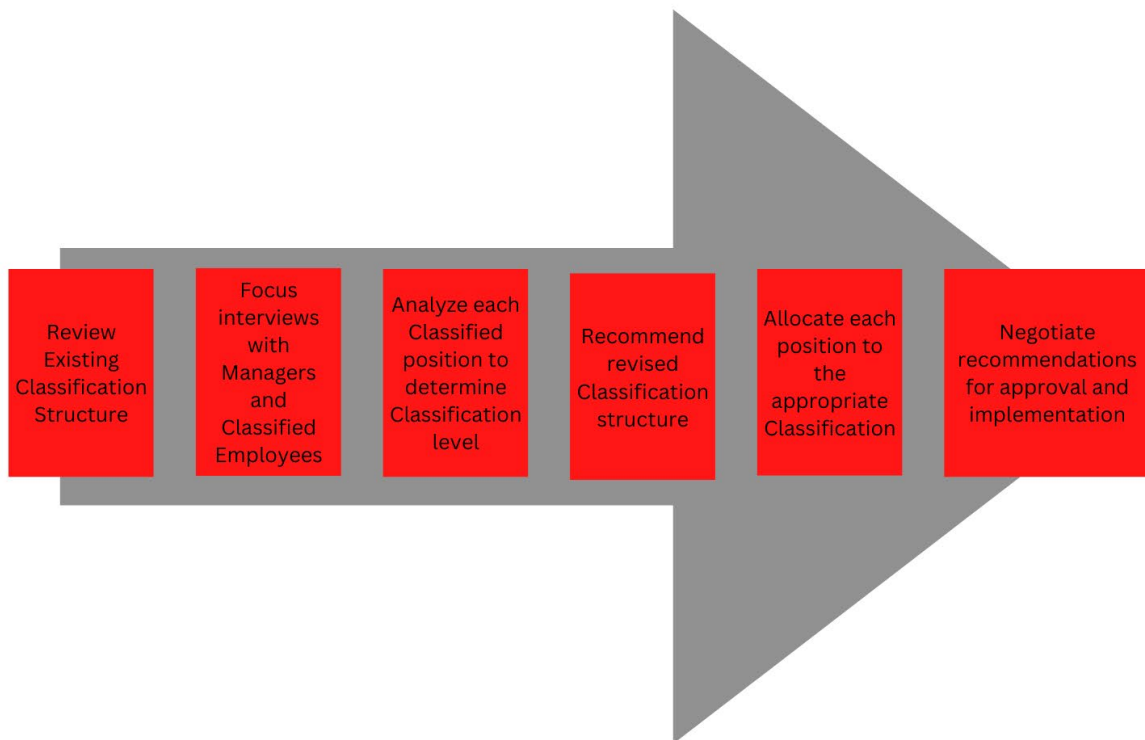 Review
Existing
Classification
Structure
Focus
interviews
with
Managers
and
Classified
Employees
Analyze each
Classified
position to
determine
Classification
level
Recommend
revised
Classification
structure
Allocate each
position to
the
appropriate
Classification
Negotiate
recommendations
for approval and
implementation